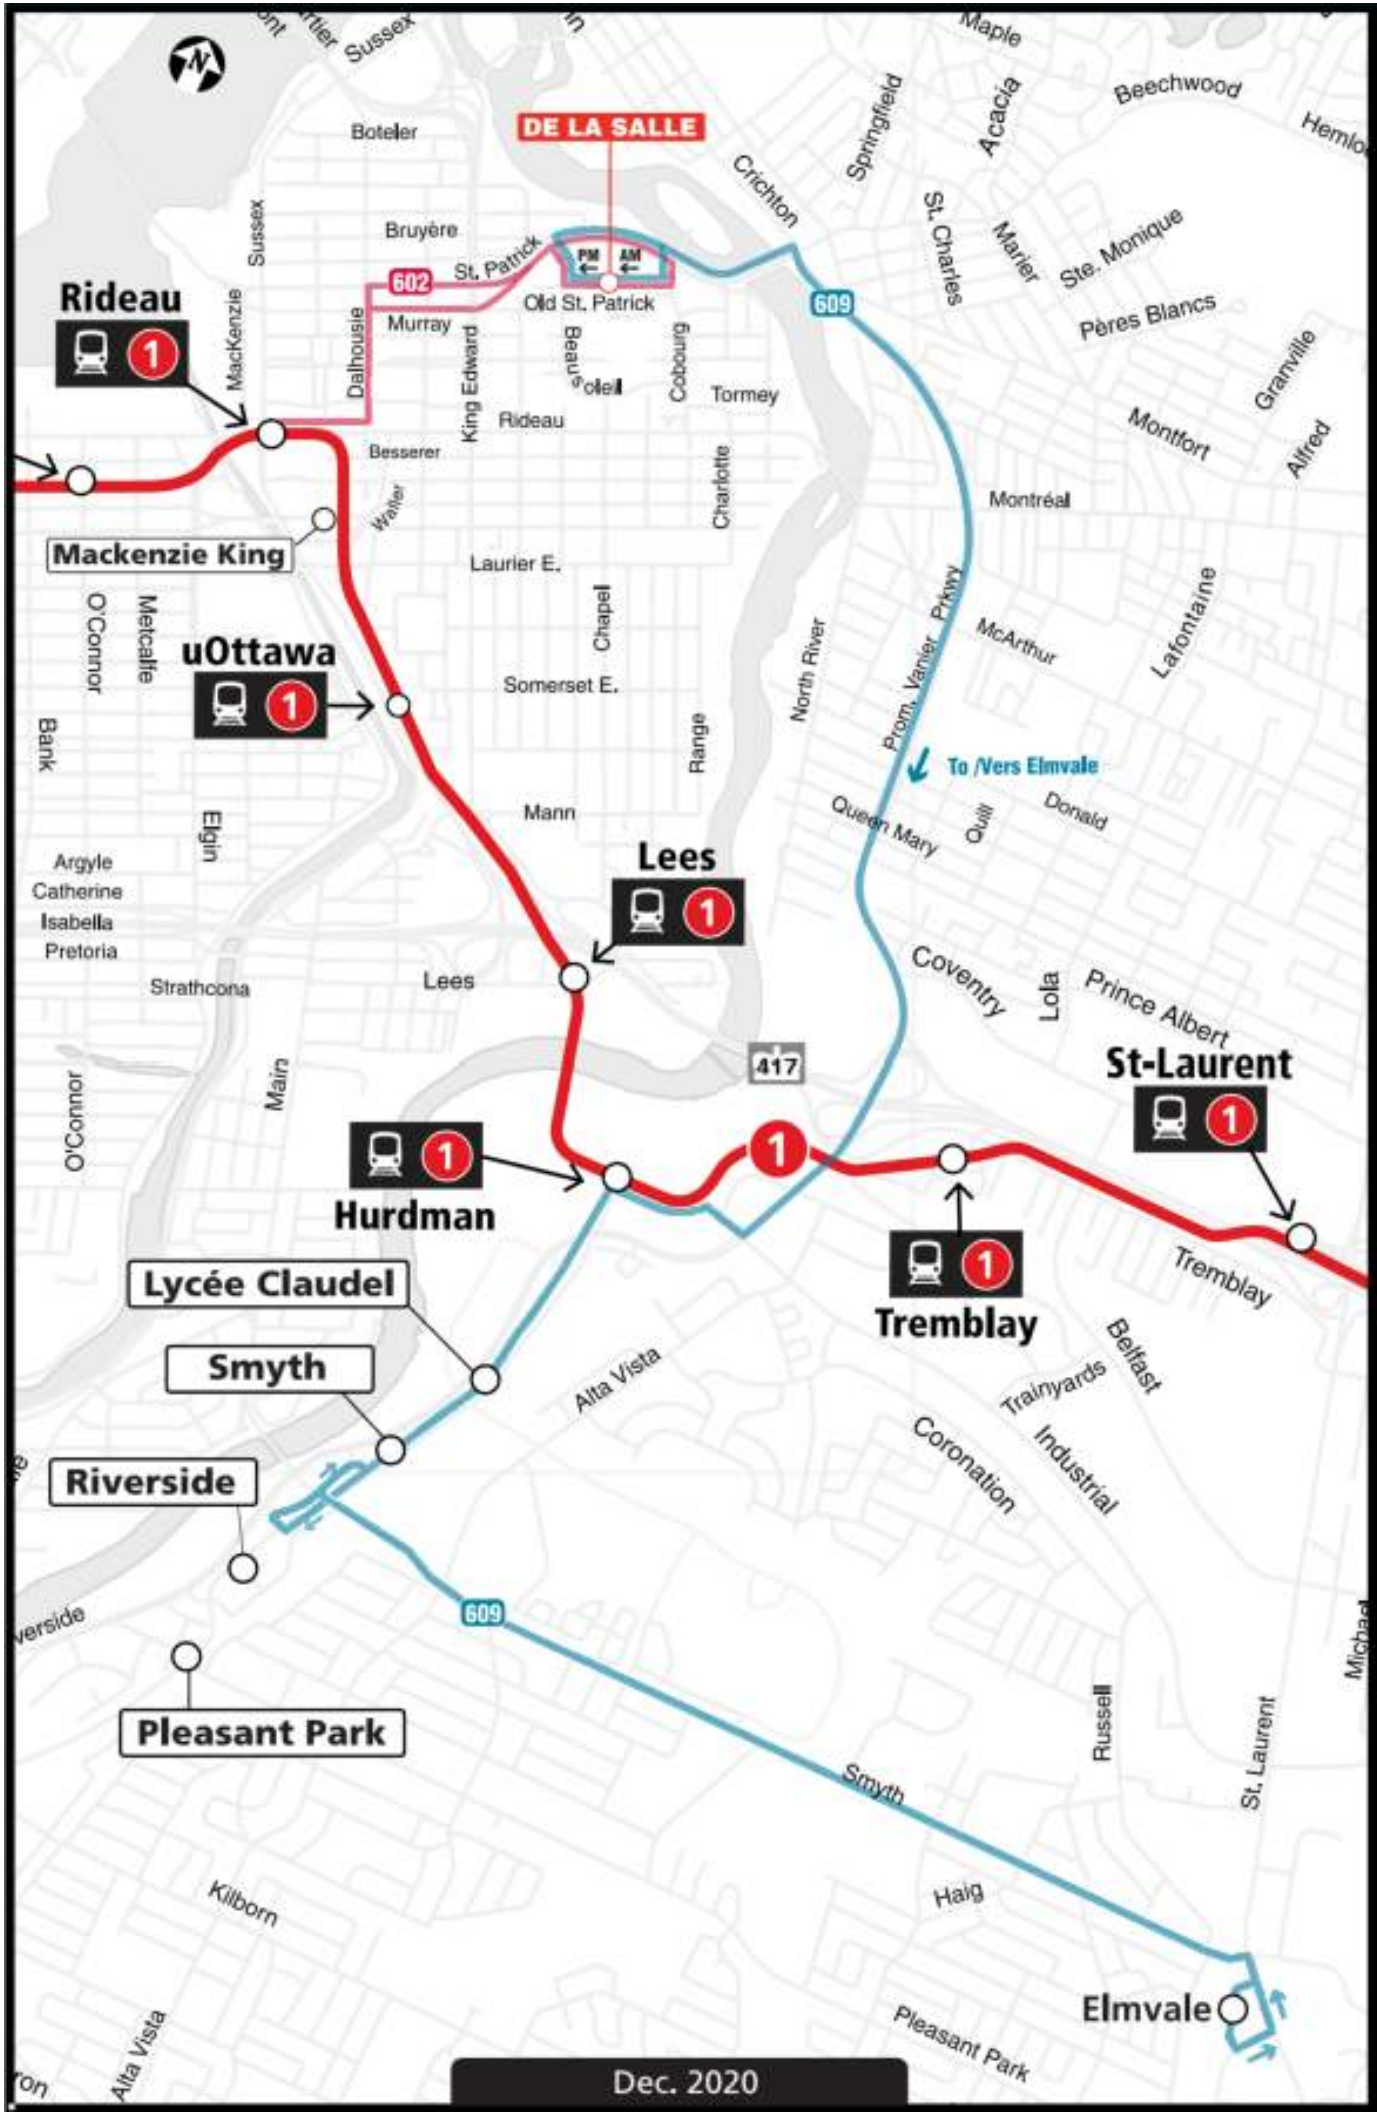 Sussex
Maple
Beechwood
Acacia
Springfield
N
Boteler
DE LA SALLE
Crichton
St. Charles
Marier
Ste. Monique
Sussex
Bruyère
St. Patrick
PM
AM
602
609
Pères Blancs
Rideau
1
MacKenzie
Dalhousie
Murray
Old St. Patrick
King Edward
Beausoleil
Cobourg
Tormey
Granville
Montfort
Alfred
Rideau
Besserer
Waller
Charlotte
Montréal
Mackenzie King
Laurier E.
O'Connor
Metcalfe
Chapel
North River
Prom. Vanier Prkwy
McArthur
Lafontaine
uOttawa
1
Somerset E.
Bank
Range
To /Vers Elmvale
Elgin
Mann
Queen Mary
Quill
Donald
Argyle
Catherine
Isabella
Pretoria
Lees
1
Strathcona
Lees
Coventry
Lola
Prince Albert
O'Connor
Main
417
St-Laurent
1
1
1
Hurdman
1
Tremblay
Tremblay
Lycée Claudel
Smyth
Riverside
Alta Vista
Belfast
Trainyards
Industrial
Coronation
609
Pleasant Park
Russell
St. Laurent
Michael
Smyth
Kilborn
Haig
Elmvale
Alta Vista
Pleasant Park
Dec. 2020